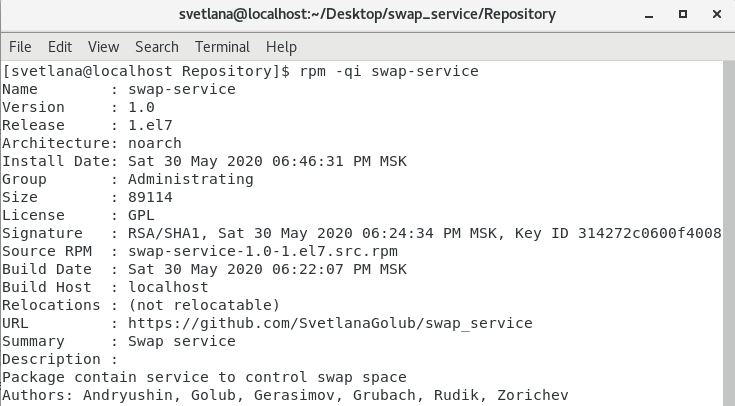 svetlana@localhost:~/Desktop/swap_service/Repository
File Edit View Search Terminal Help
[svetlana@localhost Repository]$ rpm -qi swap-service
Name        : swap-service
Version     : 1.0
Release     : 1.el7
Architecture: noarch
Install Date: Sat 30 May 2020 06:46:31 PM MSK
Group       : Administrating
Size        : 89114
License     : GPL
Signature   : RSA/SHA1, Sat 30 May 2020 06:24:34 PM MSK, Key ID 314272c0600f4008
Source RPM  : swap-service-1.0-1.el7.src.rpm
Build Date  : Sat 30 May 2020 06:22:07 PM MSK
Build Host  : localhost
Relocations : (not relocatable)
URL         : https://github.com/SvetlanaGolub/swap_service
Summary     : Swap service
Description :
Package contain service to control swap space
Authors: Andryushin, Golub, Gerasimov, Grubach, Rudik, Zorichev